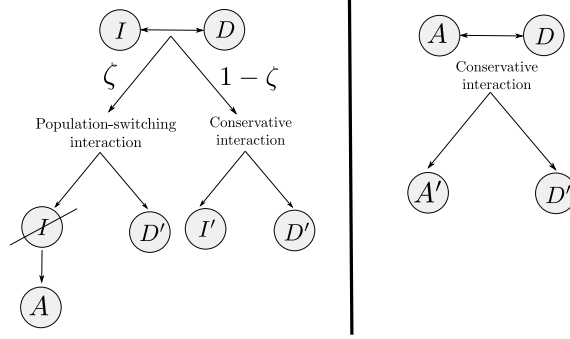 I D
ζ 1 − ζ
Population-switching
interaction
Conservative
interaction
I D′ I′ D′
A
A D
Conservative
interaction
A′ D′